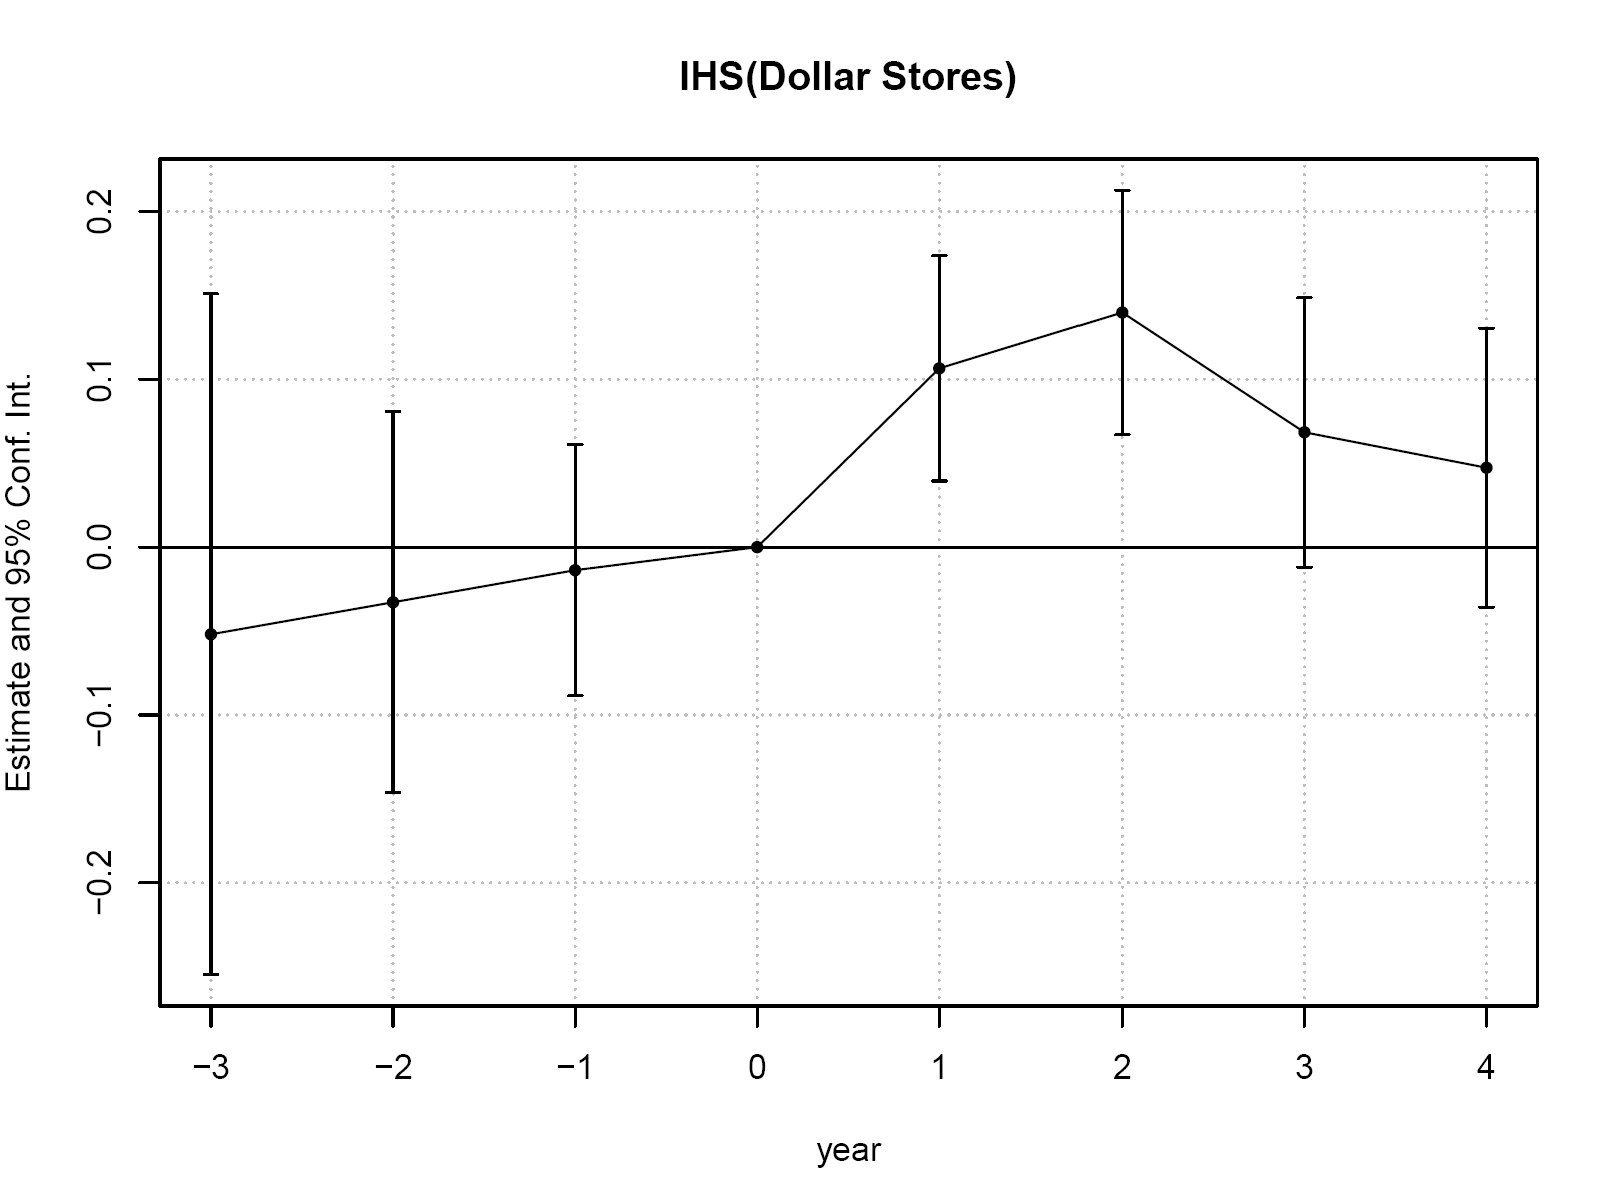 IHS(Dollar Stores)
Estimate and 95% Conf. Int.
0.2
0.1
0.0
−0.1
−0.2
−3 −2 −1 0 1 2 3 4
year